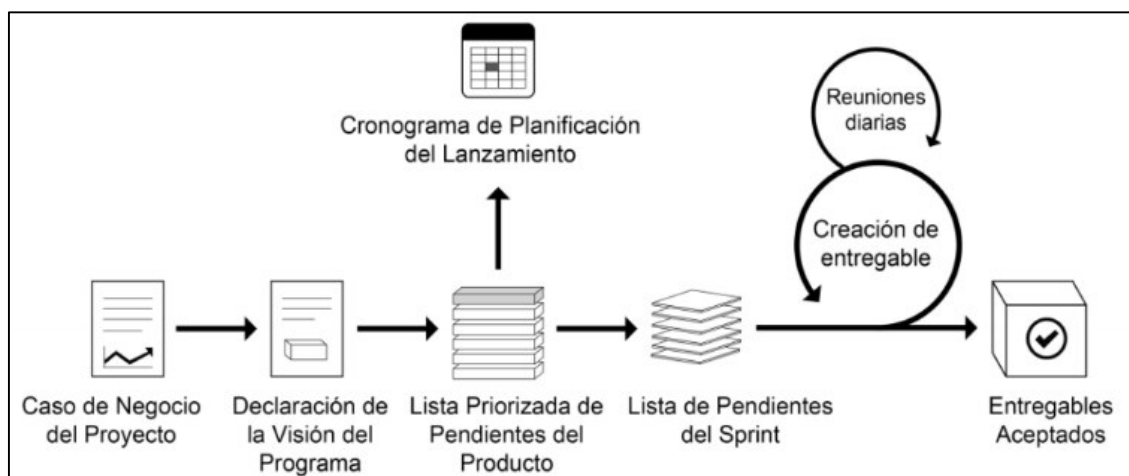 Cronograma de Planificación
del Lanzamiento
Reuniones
diarias
Creación de
entregable
Caso de Negocio
del Proyecto
Declaración de
la Visión del
Programa
Lista Priorizada de
Pendientes del
Producto
Lista de Pendientes
del Sprint
Entregables
Aceptados